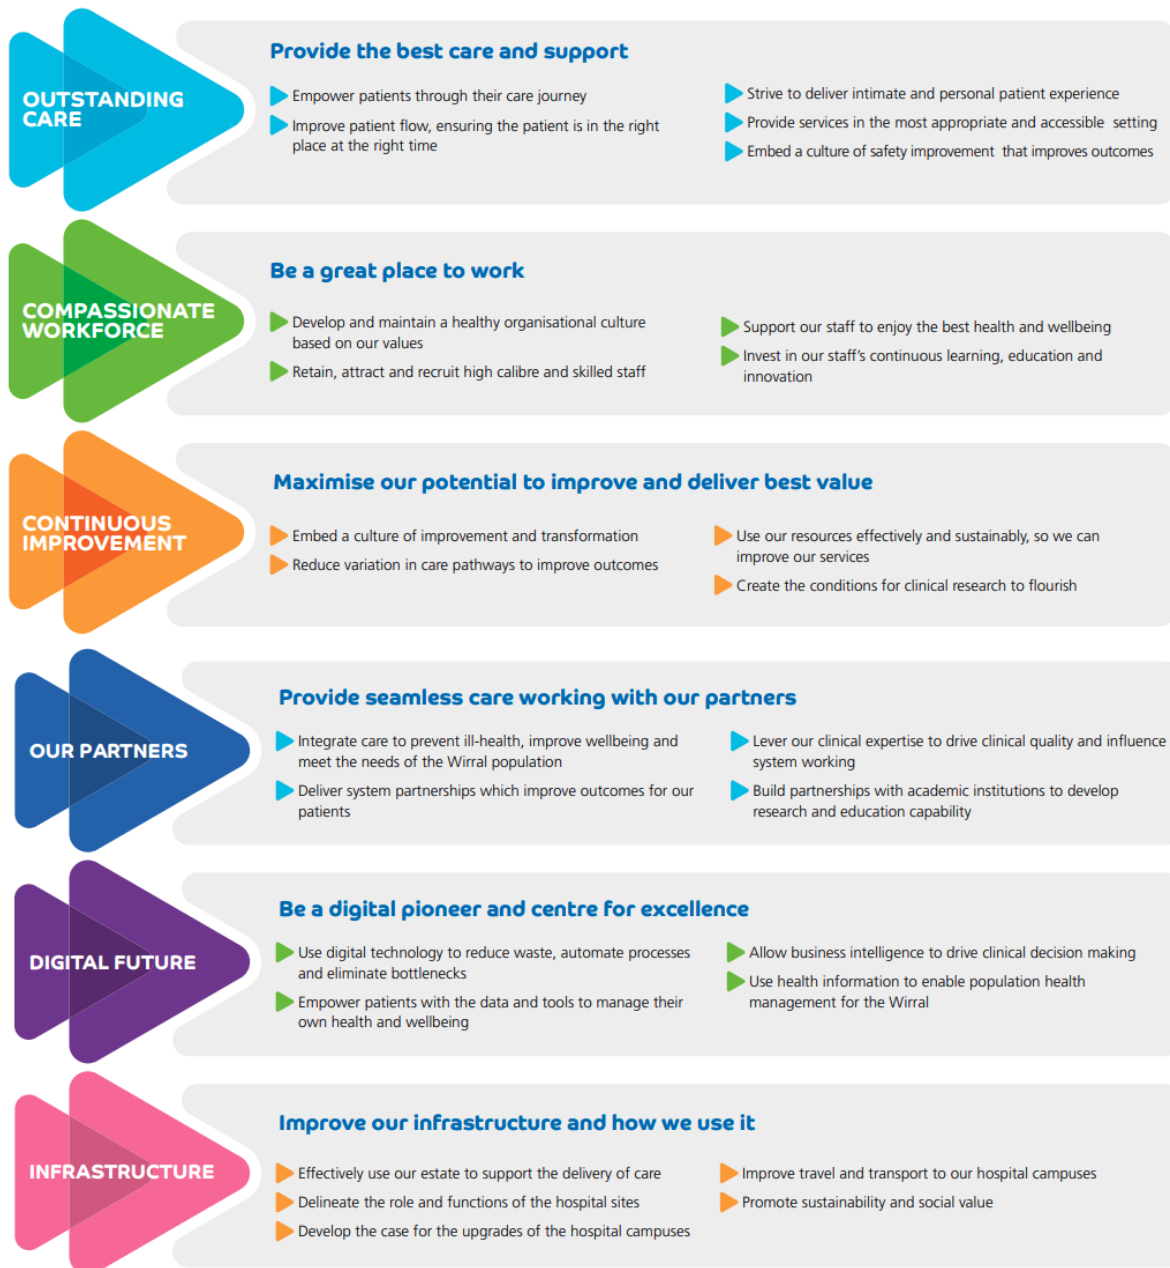 OUTSTANDING
CARE
Provide the best care and support
Empower patients through their care journey
Improve patient flow, ensuring the patient is in the right
place at the right time
Strive to deliver intimate and personal patient experience
Provide services in the most appropriate and accessible setting
Embed a culture of safety improvement that improves outcomes
COMPASSIONATE
WORKFORCE
Be a great place to work
Develop and maintain a healthy organisational culture
based on our values
Retain, attract and recruit high calibre and skilled staff
Support our staff to enjoy the best health and wellbeing
Invest in our staff's continuous learning, education and
innovation
CONTINUOUS
IMPROVEMENT
Maximise our potential to improve and deliver best value
Embed a culture of improvement and transformation
Reduce variation in care pathways to improve outcomes
Use our resources effectively and sustainably, so we can
improve our services
Create the conditions for clinical research to flourish
OUR PARTNERS
Provide seamless care working with our partners
Integrate care to prevent ill-health, improve wellbeing and
meet the needs of the Wirral population
Deliver system partnerships which improve outcomes for our
patients
Lever our clinical expertise to drive clinical quality and influence
system working
Build partnerships with academic institutions to develop
research and education capability
DIGITAL FUTURE
Be a digital pioneer and centre for excellence
Use digital technology to reduce waste, automate processes
and eliminate bottlenecks
Empower patients with the data and tools to manage their
own health and wellbeing
Allow business intelligence to drive clinical decision making
Use health information to enable population health
management for the Wirral
INFRASTRUCTURE
Improve our infrastructure and how we use it
Effectively use our estate to support the delivery of care
Delineate the role and functions of the hospital sites
Develop the case for the upgrades of the hospital campuses
Improve travel and transport to our hospital campuses
Promote sustainability and social value